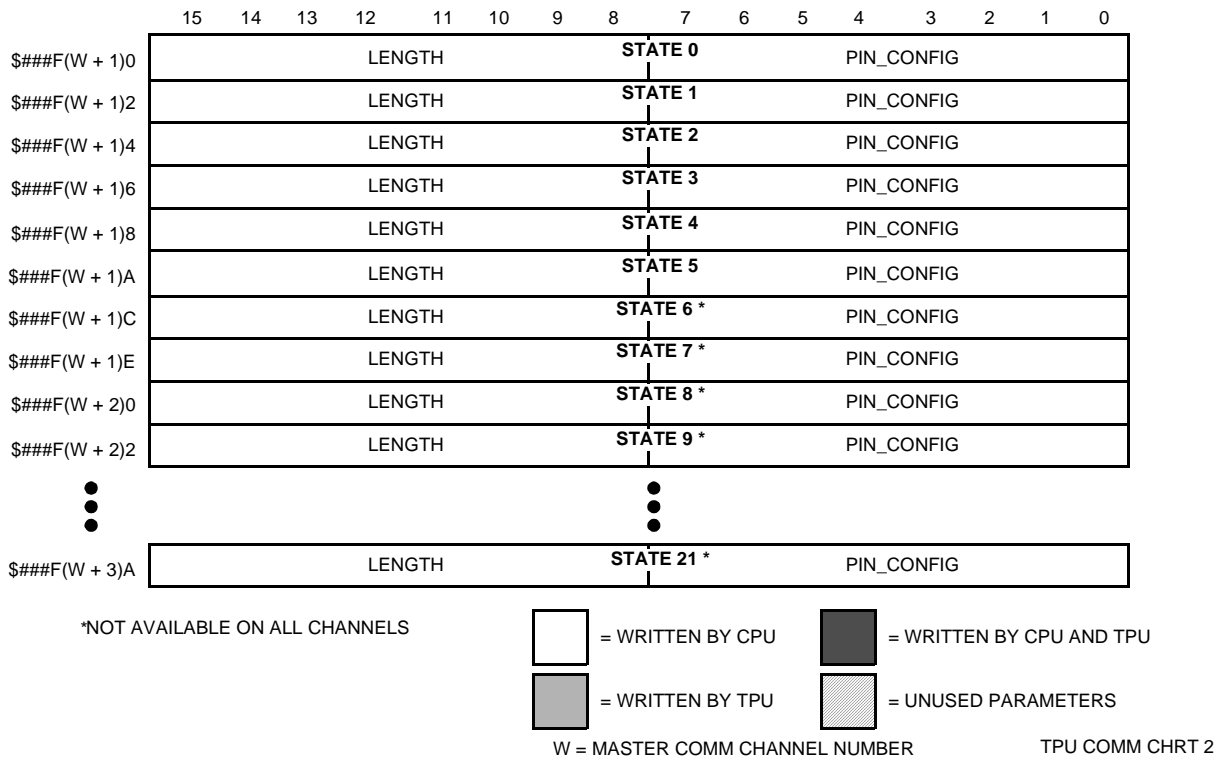 15 14 13 12 11 10 9 8 7 6 5 4 3 2 1 0
$###F(W + 1)0 LENGTH STATE 0 PIN_CONFIG
$###F(W + 1)2 LENGTH STATE 1 PIN_CONFIG
$###F(W + 1)4 LENGTH STATE 2 PIN_CONFIG
$###F(W + 1)6 LENGTH STATE 3 PIN_CONFIG
$###F(W + 1)8 LENGTH STATE 4 PIN_CONFIG
$###F(W + 1)A LENGTH STATE 5 PIN_CONFIG
$###F(W + 1)C LENGTH STATE 6 * PIN_CONFIG
$###F(W + 1)E LENGTH STATE 7 * PIN_CONFIG
$###F(W + 2)0 LENGTH STATE 8 * PIN_CONFIG
$###F(W + 2)2 LENGTH STATE 9 * PIN_CONFIG
$###F(W + 3)A LENGTH STATE 21 * PIN_CONFIG
*NOT AVAILABLE ON ALL CHANNELS
= WRITTEN BY CPU = WRITTEN BY CPU AND TPU
= WRITTEN BY TPU = UNUSED PARAMETERS
W = MASTER COMM CHANNEL NUMBER TPU COMM CHRT 2